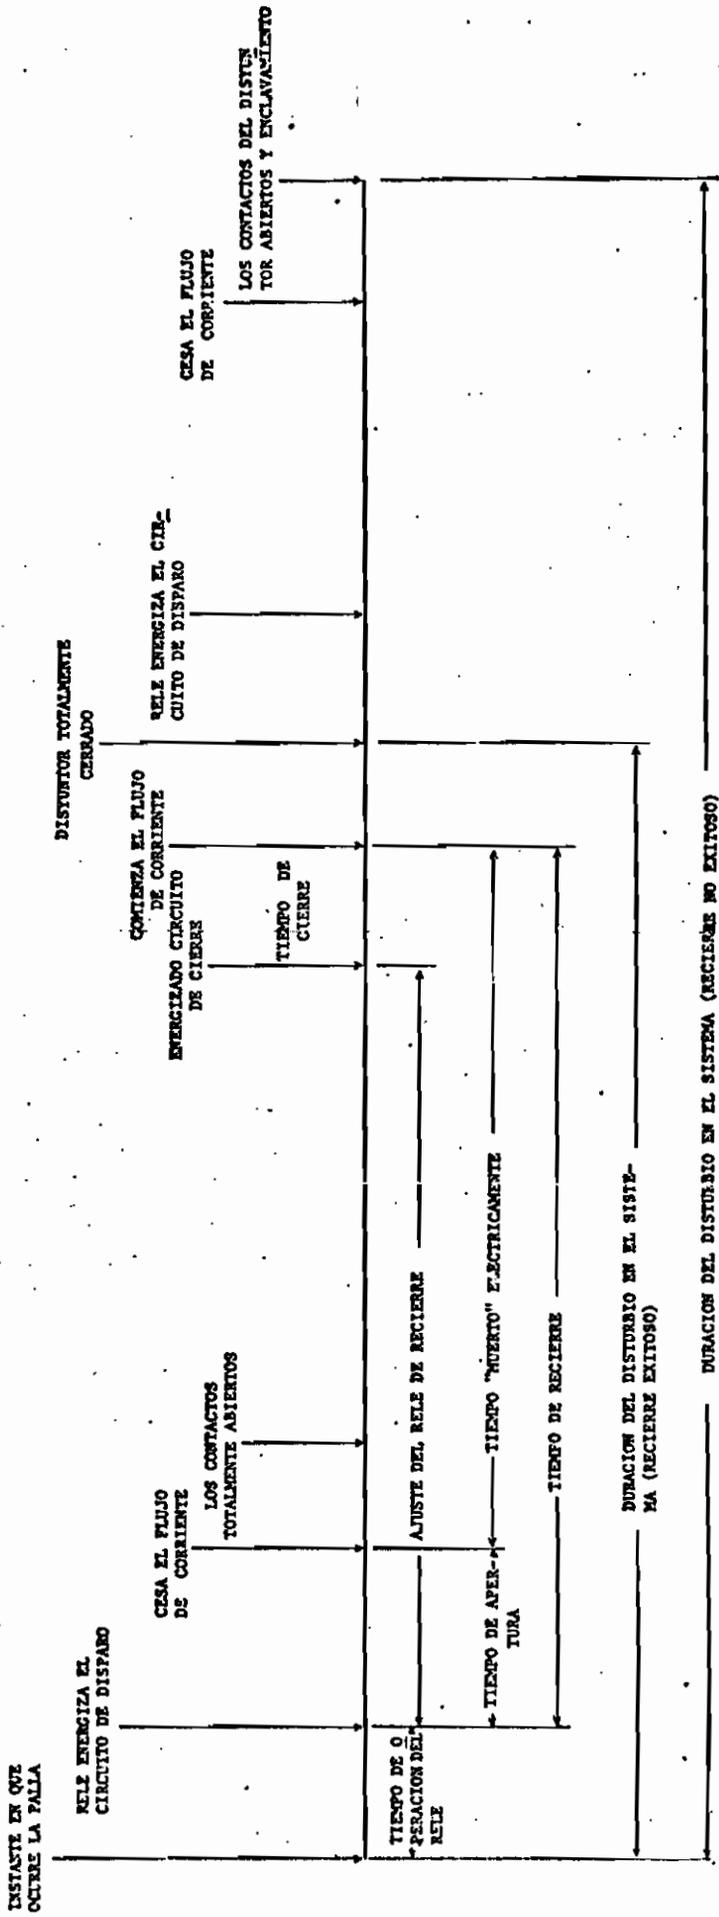 INSTASTE EN QUE
OCURRE LA FALLA
RELE ENERGIZA EL
CIRCUITO DE DISPARO
CESA EL FLUJO
DE CORRIENTE
LOS CONTACTOS
TOTALMENTE ABIERTOS
ENERGIZADO CIRCUITO
DE CIERRE
COMIENZA EL FLUJO
DE CORRIENTE
TIEMPO DE
CIERRE
DISYUNTOR TOTALMENTE
CERRADO
RELE ENERGIZA EL CIR-
CUITO DE DISPARO
CESA EL FLUJO
DE CORRIENTE
LOS CONTACTOS DEL DISYUN
TOR ABIERTOS Y ENCLAVAMIENTO
TIEMPO DE O
PERACION DEL
RELE
AJUSTE DEL RELE DE RECIERRE
TIEMPO DE APER-
TURA
TIEMPO "MUERTO" ELECTRICAMENTE
TIEMPO DE RECIERRE
DURACION DEL DISTURBIO EN EL SISTE-
MA (RECIERRE EXITOSO)
DURACION DEL DISTURBIO EN EL SISTEMA (RECIERRE NO EXITOSO)